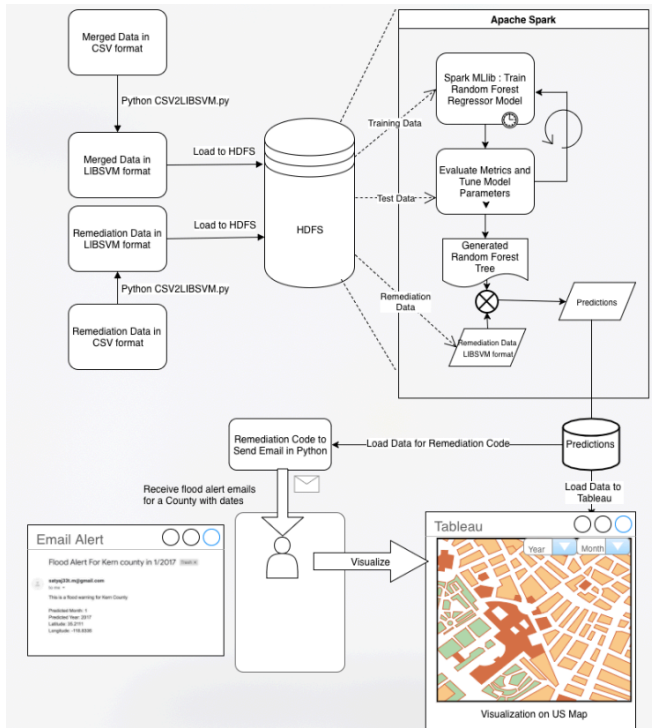 Apache Spark
Merged Data in
CSV format
Python CSV2LIBSVM.py
Merged Data in
LIBSVM format
Load to HDFS
Remediation Data in
LIBSVM format
Load to HDFS
Python CSV2LIBSVM.py
Remediation Data in
CSV format
HDFS
Training Data
Test Data
Remediation
Data
Spark MLlib : Train
Random Forest
Regressor Model
Evaluate Metrics and
Tune Model
Parameters
Generated
Random Forest
Tree
Remediation Data
LIBSVM format
Predictions
Predictions
Load Data for Remediation Code
Remediation Code to
Send Email in Python
Load Data to
Tableau
Receive flood alert emails
for a County with dates
Visualize
Email Alert
Flood Alert For Kern county in 1/2017
to me
This is a flood warning for Kern County
Predicted Month: 1
Predicted Year: 2017
Latitude: 35.2111
Tableau
Year
Month
Visualization on US Map